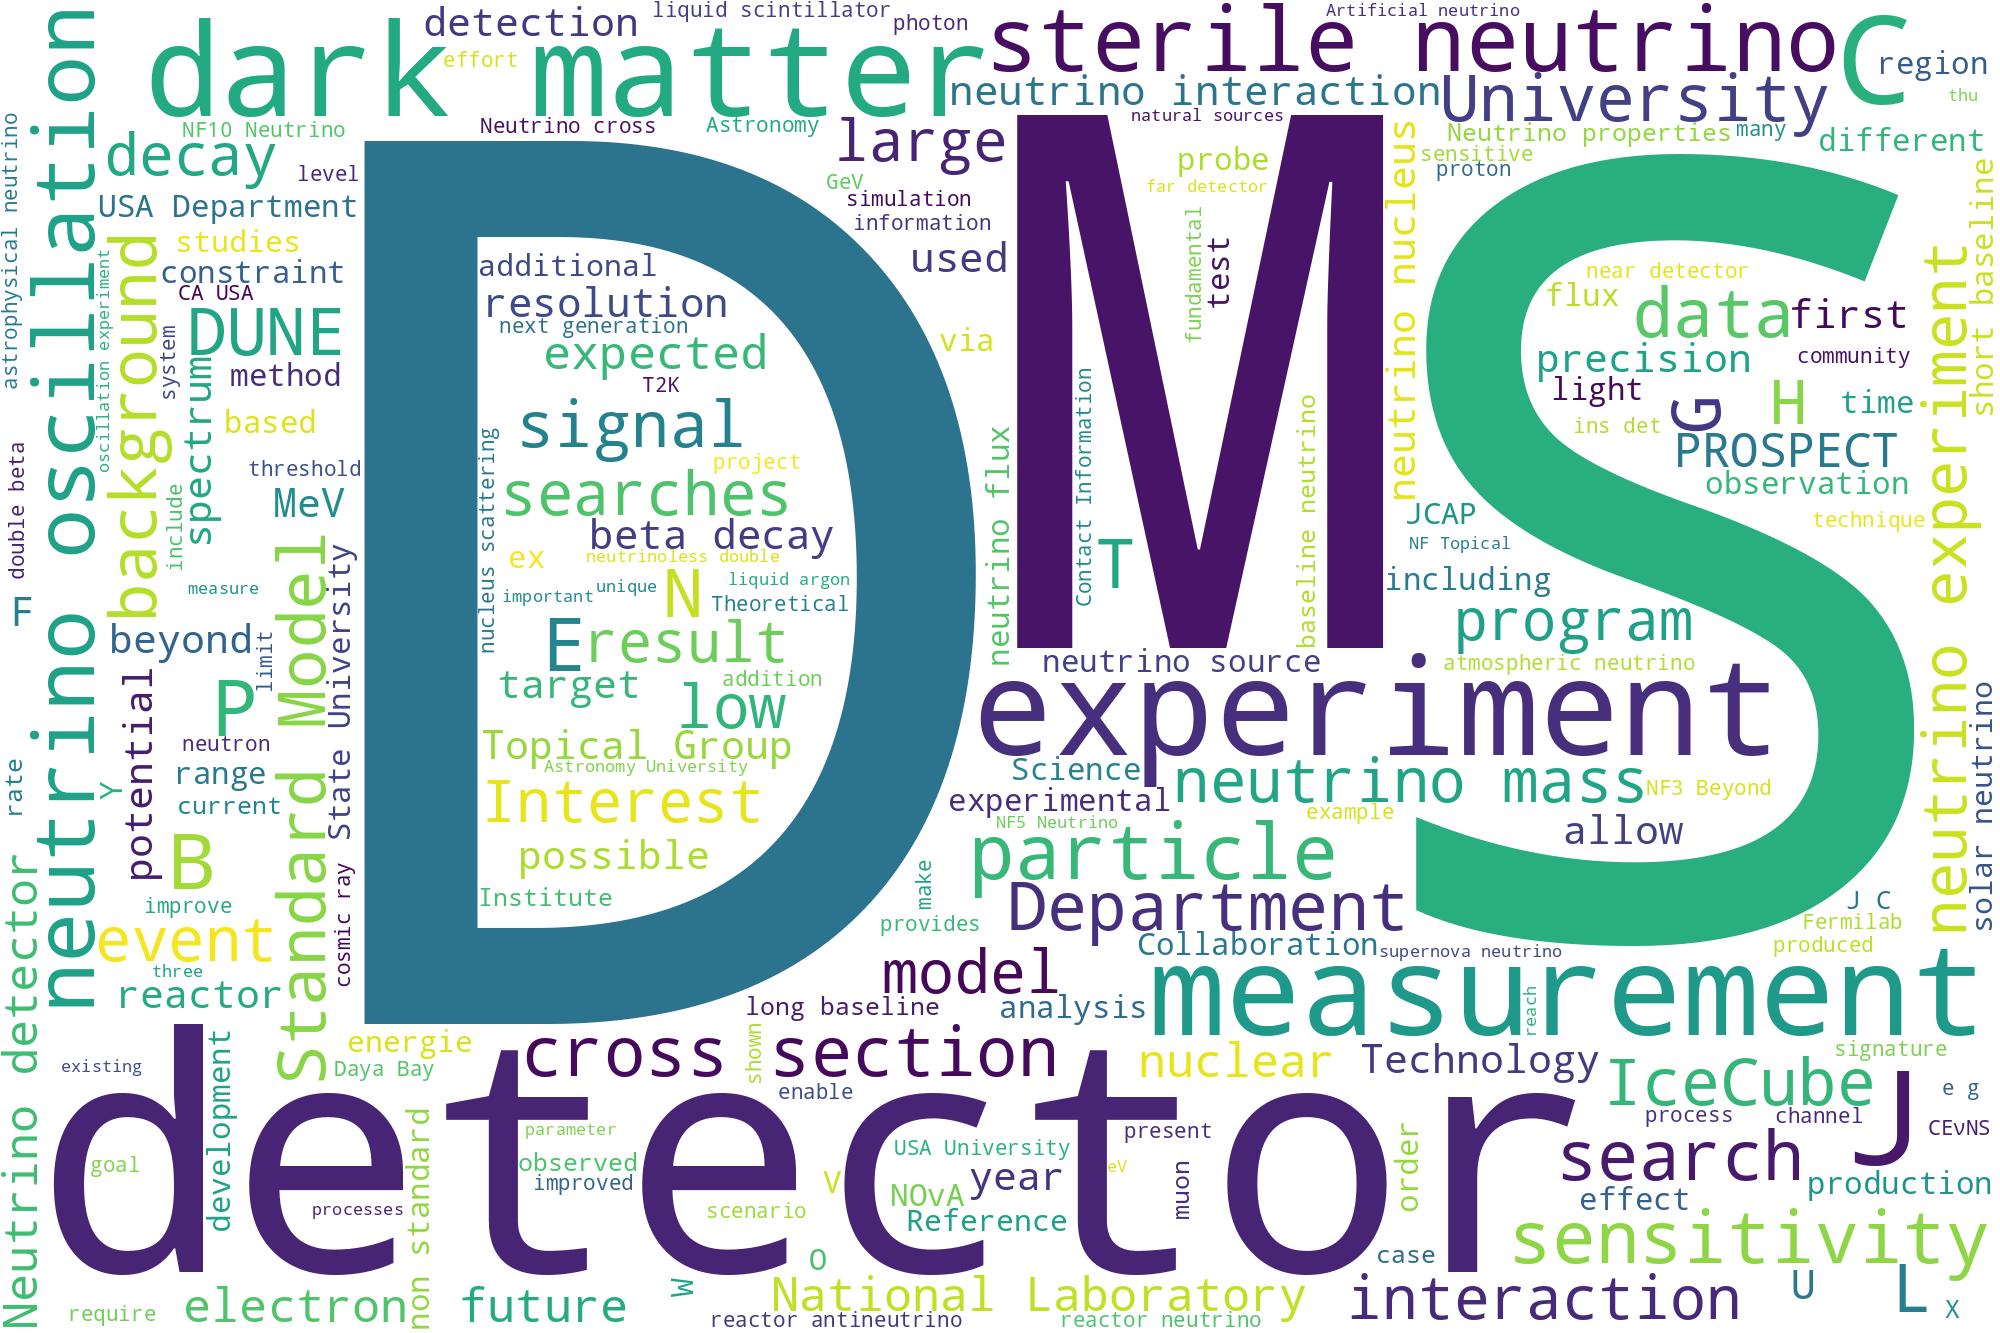 liquid scintillator
Artificial neutrino
detection
photon
dark matter
sterile neutrino
C
effort
region
neutrino interaction
University
thu
neutrino oscillation
astrophysical neutrino
NF10 Neutrino
Neutrino cross
Astronomy
natural sources
Neutrino properties
many
different
decay
large
probe
sensitive
proton
level
GeV
far detector
USA Department
simulation
information
D
M
S
neutrino nucleus
short baseline
studies
background
constraint
CA USA
oscillation experiment
additional
used
fundamental
test
near detector
flux
data
first
resolution
DUNE
next generation
expected
via
precision
community
system
spectrum
method
T2K
light
G
H
time
neutrino experiment
based
signal
Contact Information
baseline neutrino
ins det
PROSPECT
threshold
project
observation
double beta
MeV
searches
neutrino flux
nucleus scattering
JCAP
technique
include
beta decay
NF Topical
ex
neutrinoless double
T
measure
important
unique
liquid argon
including
N
Theoretical
F
E
result
program
beyond
limit
Standard Model
State University
neutrino source
atmospheric neutrino
target
addition
P
low
experiment
potential
neutron
Topical Group
solar neutrino
range
Astronomy University
Science
neutrino mass
NF3 Beyond
rate
Y
current
Interest
experimental
example
NF5 Neutrino
allow
B
possible
particle
cosmic ray
Institute
make
Department
J C
improve
provides
Fermilab
event
Collaboration
supernova neutrino
produced
three
model
measurement
reactor
long baseline
analysis
reach
Neutrino detector
energie
cross section
nuclear
Technology
signature
existing
Daya Bay
shown
development
enable
IceCube
e g
detector
process
channel
J
CEνNS
parameter
present
non standard
USA University
search
goal
observed
year
eV
muon
order
improved
V
NOvA
effect
production
processes
scenario
Reference
sensitivity
O
case
W
National Laboratory
U
L
require
electron
future
interaction
X
reactor antineutrino
reactor neutrino